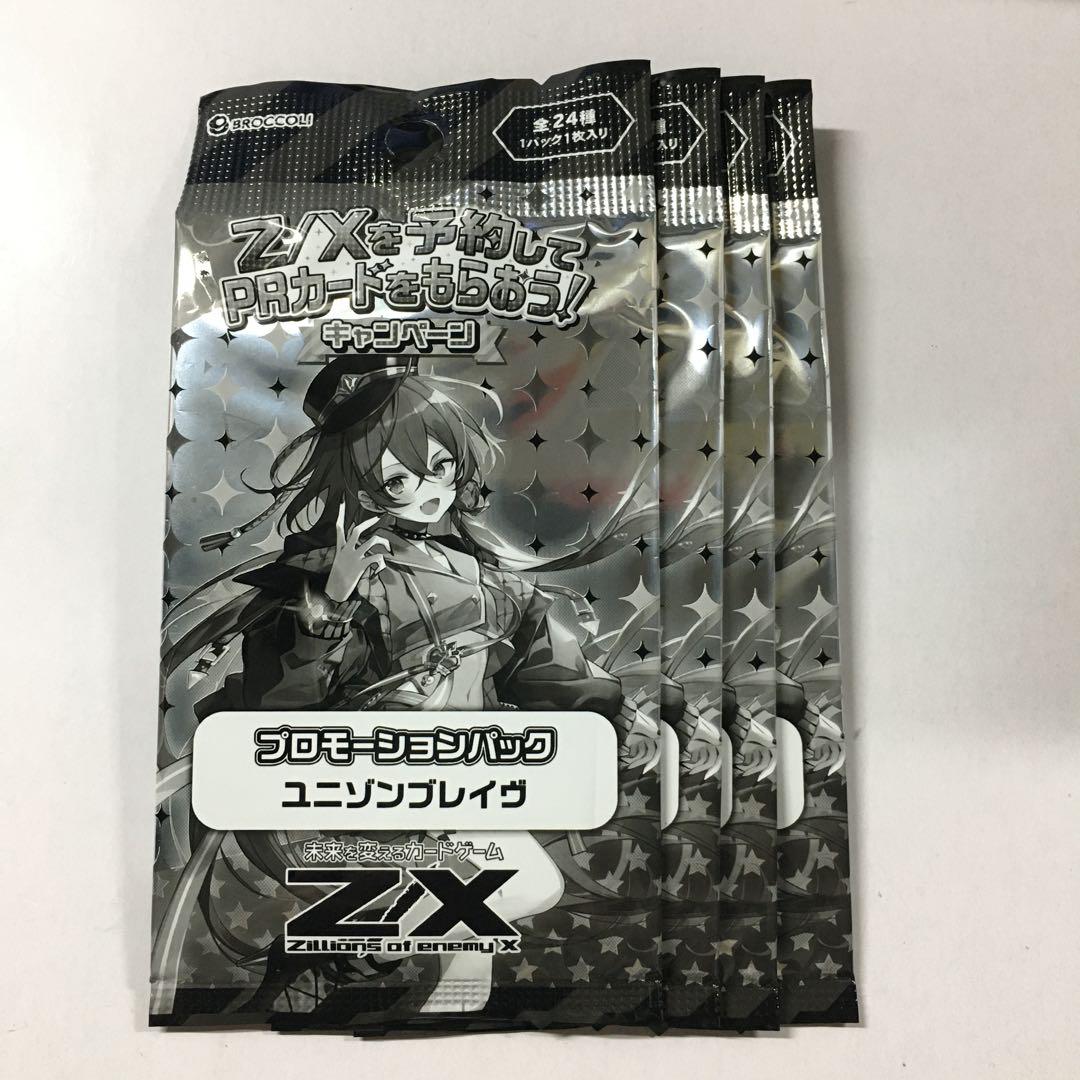 BROCCOLI
全24種
1パック1枚入り
Z/Xを予約して
PRカードをもらおう!
キャンペーン
プロモーションパック
ユニゾンブレイヴ
未来を変えるカードゲーム
Z/X
Zillions of enemy X
種
入り